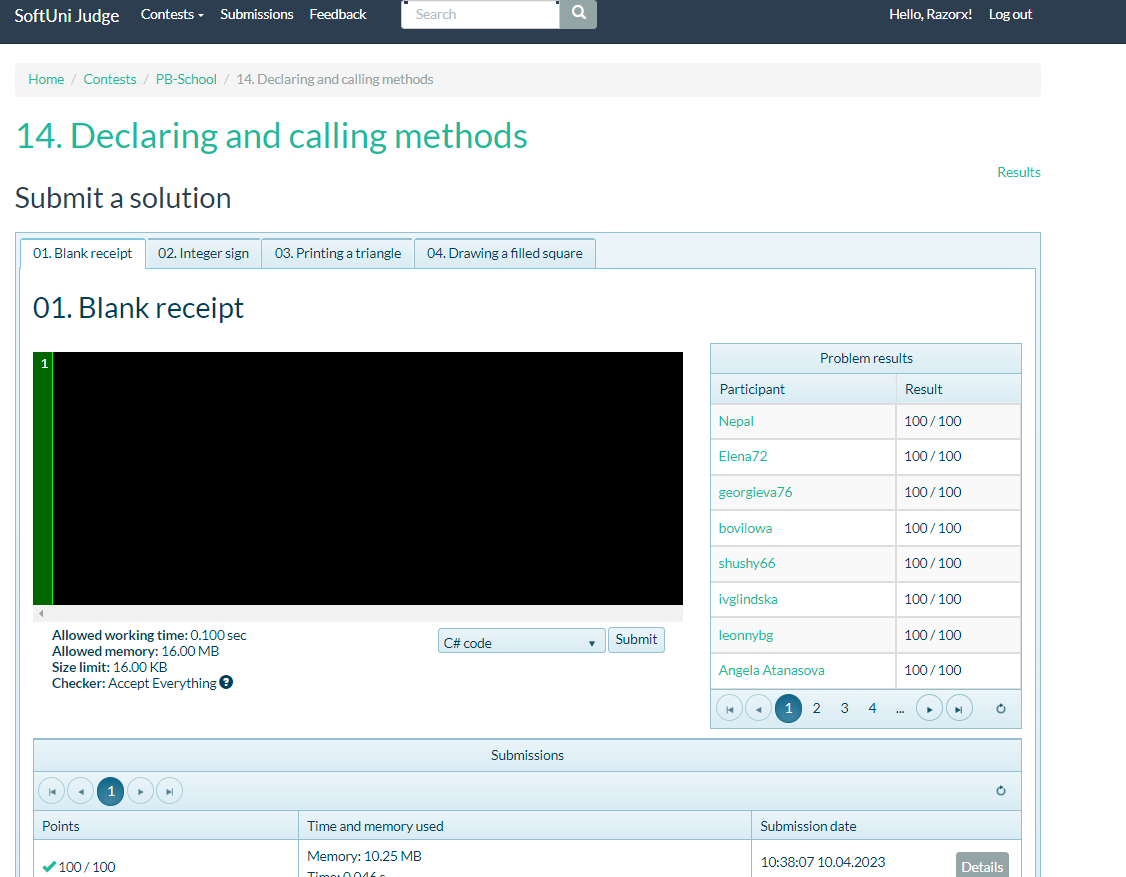 SoftUni Judge Contests Submissions Feedback Search Hello, Razorx! Log out
Home / Contests / PB-School / 14. Declaring and calling methods
14. Declaring and calling methods
Results
Submit a solution
01. Blank receipt 02. Integer sign 03. Printing a triangle 04. Drawing a filled square
01. Blank receipt
1
Allowed working time: 0.100 sec
Allowed memory: 16.00 MB
Size limit: 16.00 KB
Checker: Accept Everything ?
C# code Submit
Problem results
Participant Result
Nepal 100 / 100
Elena72 100 / 100
georgieva76 100 / 100
bovilowa 100 / 100
shushy66 100 / 100
ivglindska 100 / 100
leonnybg 100 / 100
Angela Atanasova 100 / 100
1 2 3 4 ...
Submissions
1
Points Time and memory used Submission date
100 / 100 Memory: 10.25 MB 10:38:07 10.04.2023 Details
Time: 0.046 s